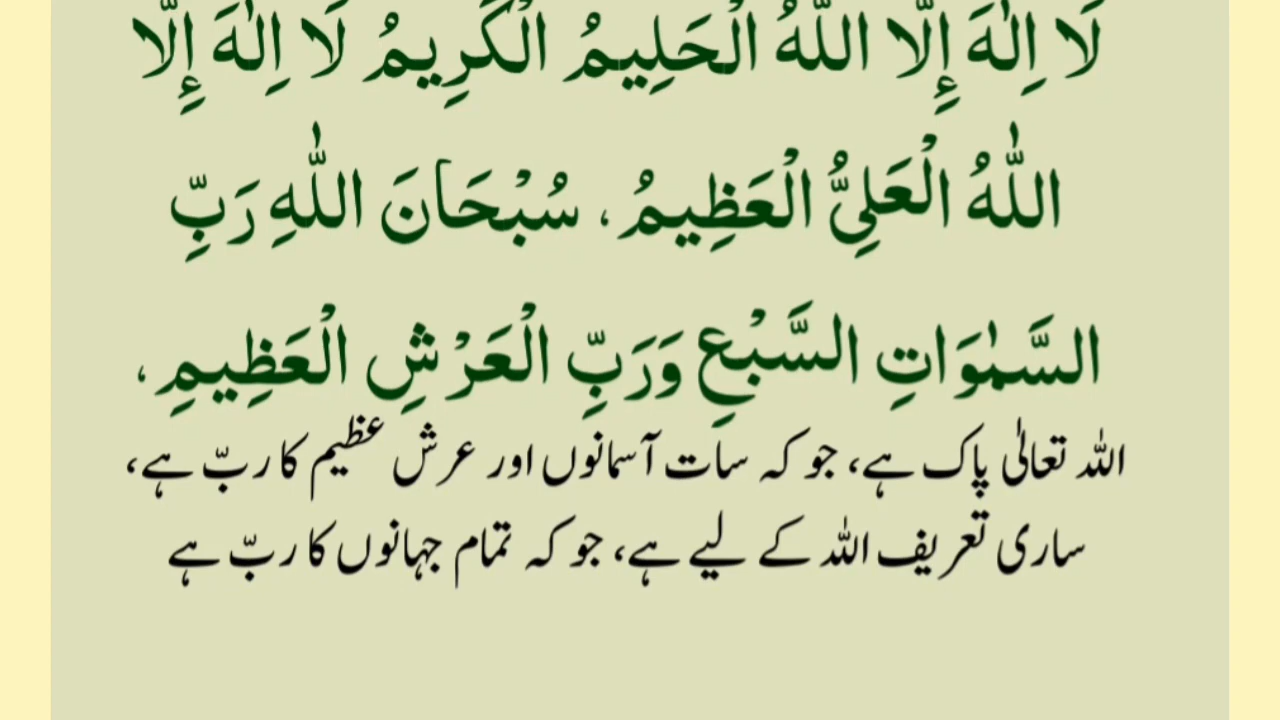 لَا اِلٰهَ إِلَّا اللّٰهُ الْحَلِيمُ الْكَرِيمُ لَا اِلٰهَ إِلَّا
اللّٰهُ الْعَلِيُّ الْعَظِيمُ، سُبْحَانَ اللّٰهِ رَبِّ
السَّمٰوَاتِ السَّبْعِ وَرَبِّ الْعَرْشِ الْعَظِيمِ،
اللہ تعالٰی پاک ہے، جو کہ سات آسمانوں اور عرش عظیم کا ربّ ہے،
ساری تعریف اللہ کے لیے ہے، جو کہ تمام جہانوں کا ربّ ہے